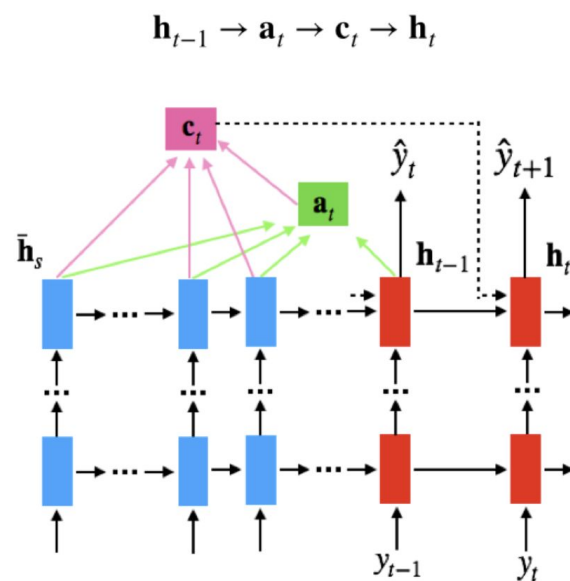 h_{t-1} → a_t → c_t → h_t
c_t
ŷ_t
ŷ_{t+1}
a_t
h̄_s
h_{t-1}
h_t
...
...
...
...
...
...
...
...
...
...
y_{t-1}
y_t